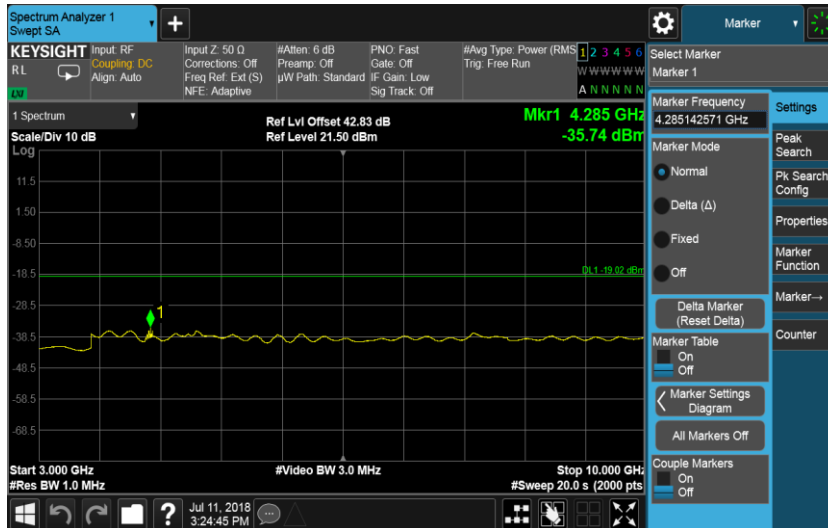 Spectrum Analyzer 1
Swept SA
+
Marker
KEYSIGHT
RL
LXI
Input: RF
Coupling: DC
Align: Auto
Input Z: 50 Ω
Corrections: Off
Freq Ref: Ext (S)
NFE: Adaptive
#Atten: 6 dB
Preamp: Off
µW Path: Standard
PNO: Fast
Gate: Off
IF Gain: Low
Sig Track: Off
#Avg Type: Power (RMS
Trig: Free Run
1 2 3 4 5 6
W W W W W W
A N N N N N
Select Marker
Marker 1
1 Spectrum
Scale/Div 10 dB
Log
Ref Lvl Offset 42.83 dB
Ref Level 21.50 dBm
Mkr1 4.285 GHz
-35.74 dBm
11.5
1.50
-8.50
-18.5
-28.5
-38.5
-48.5
-58.5
-68.5
DL1 -19.02 dBm
1
Start 3.000 GHz
#Res BW 1.0 MHz
#Video BW 3.0 MHz
Stop 10.000 GHz
#Sweep 20.0 s (2000 pts
Marker Frequency
4.285142571 GHz
Marker Mode
Normal
Delta (Δ)
Fixed
Off
Delta Marker
(Reset Delta)
Marker Table
On
Off
Marker Settings
Diagram
All Markers Off
Couple Markers
On
Off
Settings
Peak
Search
Pk Search
Config
Properties
Marker
Function
Marker→
Counter
?
Jul 11, 2018
3:24:45 PM